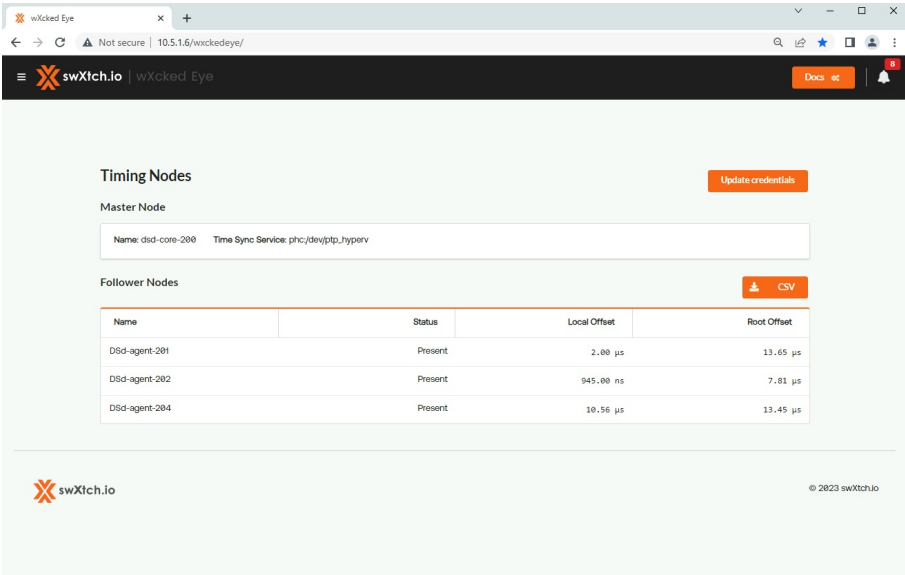 wXcked Eye
Not secure | 10.5.1.6/wxckedeye/
swXtch.io | wXcked Eye
Docs
8
Timing Nodes
Update credentials
Master Node
Name: dsd-core-200 Time Sync Service: phc:/dev/ptp_hyperv
Follower Nodes
CSV
Name Status Local Offset Root Offset
DSd-agent-201 Present 2.00 µs 13.65 µs
DSd-agent-202 Present 945.00 ns 7.81 µs
DSd-agent-204 Present 10.56 µs 13.45 µs
swXtch.io
© 2023 swXtch.io